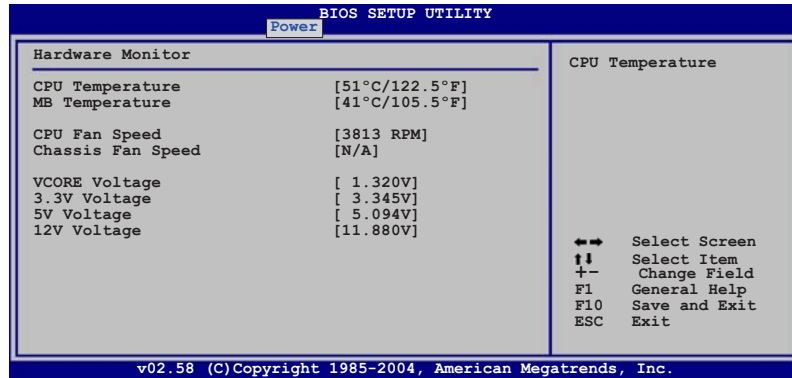 BIOS SETUP UTILITY
Power
Hardware Monitor
CPU Temperature [51°C/122.5°F]
MB Temperature [41°C/105.5°F]
CPU Fan Speed [3813 RPM]
Chassis Fan Speed [N/A]
VCORE Voltage [ 1.320V]
3.3V Voltage [ 3.345V]
5V Voltage [ 5.094V]
12V Voltage [11.880V]
CPU Temperature
←→ Select Screen
↑↓ Select Item
+- Change Field
F1 General Help
F10 Save and Exit
ESC Exit
v02.58 (C)Copyright 1985-2004, American Megatrends, Inc.